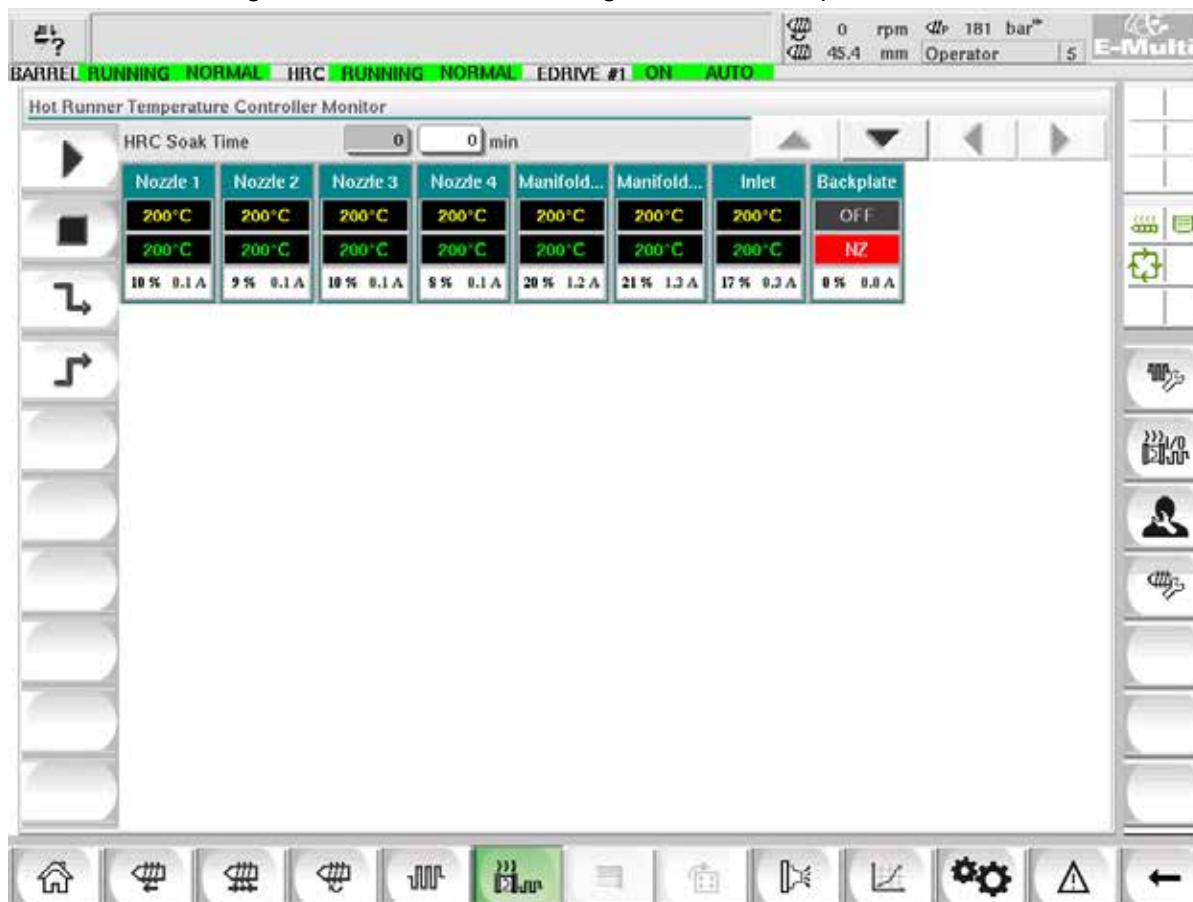 ?
0 rpm P 181 bar
E-Multi
45.4 mm Operator 5
BARREL RUNNING NORMAL HRC RUNNING NORMAL EDRIVE #1 ON AUTO
Hot Runner Temperature Controller Monitor
HRC Soak Time 0 0 min
Nozzle 1 Nozzle 2 Nozzle 3 Nozzle 4 Manifold... Manifold... Inlet Backplate
200°C 200°C 200°C 200°C 200°C 200°C 200°C OFF
200°C 200°C 200°C 200°C 200°C 200°C 200°C NZ
10 % 0.1 A 9 % 0.1 A 10 % 0.1 A 8 % 0.1 A 20 % 1.2 A 21 % 1.3 A 17 % 0.3 A 0 % 0.0 A
I/O